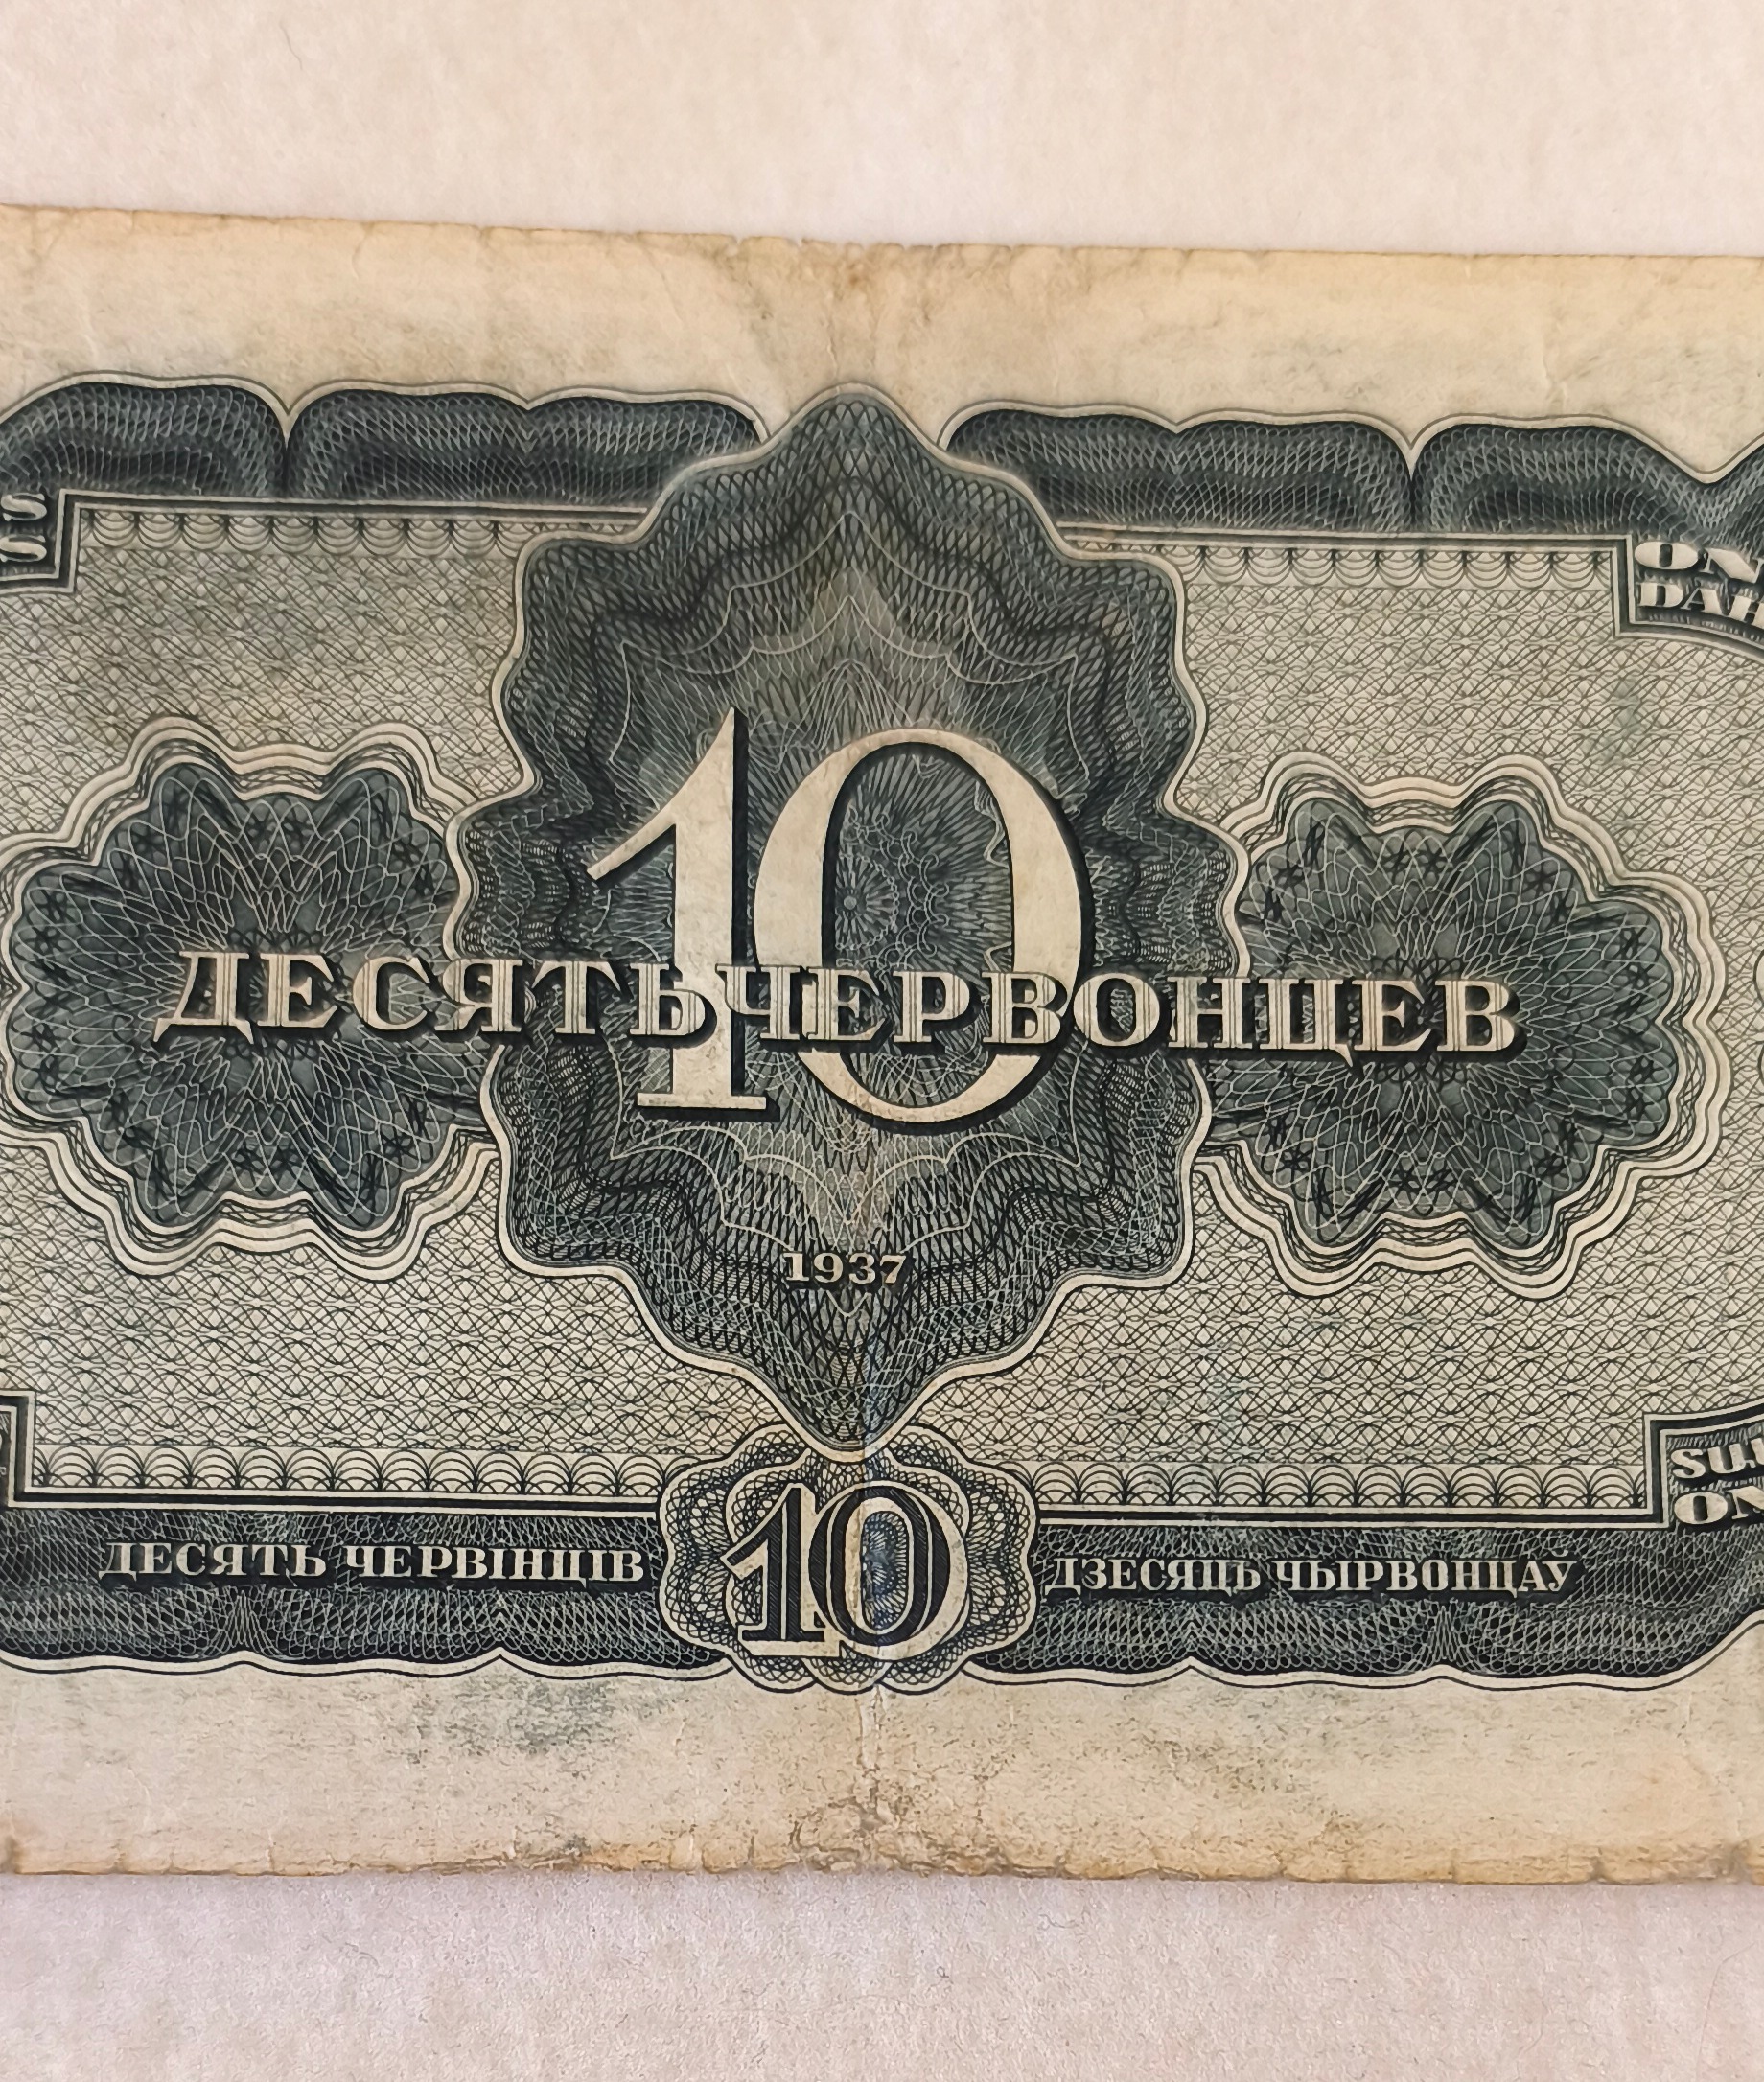 10
ДЕСЯТЬ ЧЕРВОНЦЕВ
1937
ДЕСЯТЬ ЧЕРВІНЦІВ
10
ДЗЕСЯЦЬ ЧЫРВОНЦАЎ